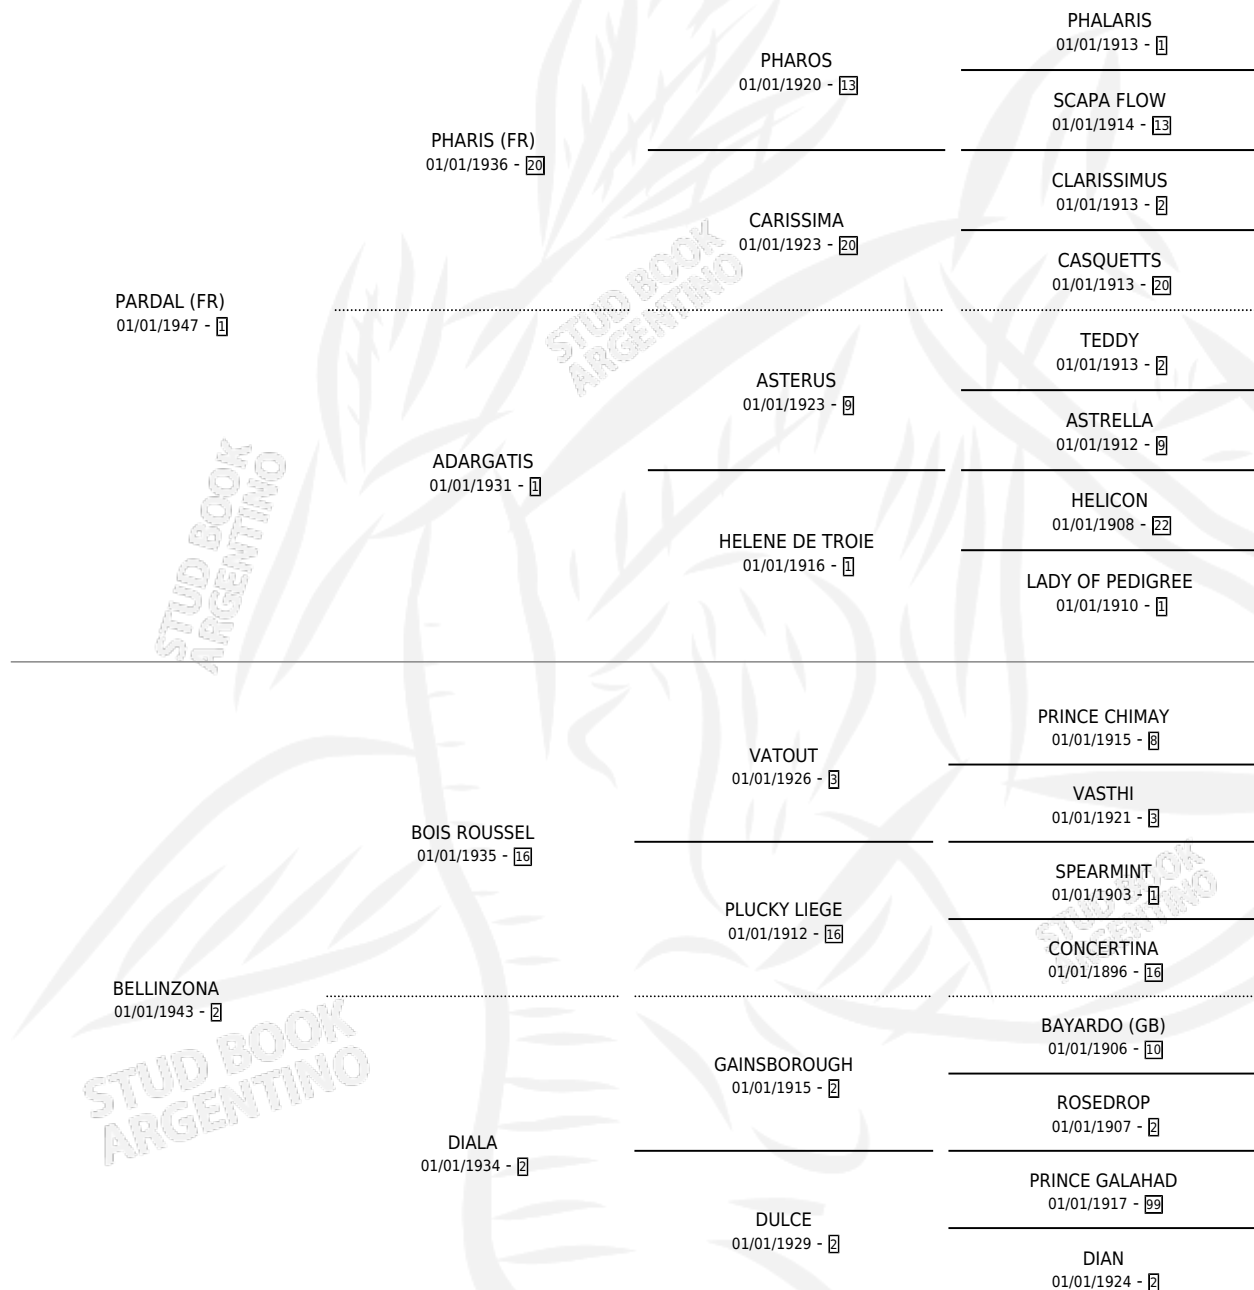 PHALARIS
01/01/1913 - 1
PHAROS
01/01/1920 - 13
SCAPA FLOW
01/01/1914 - 13
PHARIS (FR)
01/01/1936 - 20
CLARISSIMUS
01/01/1913 - 2
CARISSIMA
01/01/1923 - 20
CASQUETTS
01/01/1913 - 20
PARDAL (FR)
01/01/1947 - 1
TEDDY
01/01/1913 - 2
ASTERUS
01/01/1923 - 9
ASTRELLA
01/01/1912 - 9
ADARGATIS
01/01/1931 - 1
HELICON
01/01/1908 - 22
HELENE DE TROIE
01/01/1916 - 1
LADY OF PEDIGREE
01/01/1910 - 1
STUD BOOK
ARGENTINO
STUD BOOK
ARGENTINO
PRINCE CHIMAY
01/01/1915 - 8
VATOUT
01/01/1926 - 3
VASTHI
01/01/1921 - 3
BOIS ROUSSEL
01/01/1935 - 16
SPEARMINT
01/01/1903 - 1
PLUCKY LIEGE
01/01/1912 - 16
CONCERTINA
01/01/1896 - 16
BELLINZONA
01/01/1943 - 2
BAYARDO (GB)
01/01/1906 - 10
GAINSBOROUGH
01/01/1915 - 2
ROSEDROP
01/01/1907 - 2
DIALA
01/01/1934 - 2
PRINCE GALAHAD
01/01/1917 - 99
DULCE
01/01/1929 - 2
DIAN
01/01/1924 - 2
STUD BOOK
ARGENTINO
STUD BOOK
ARGENTINO